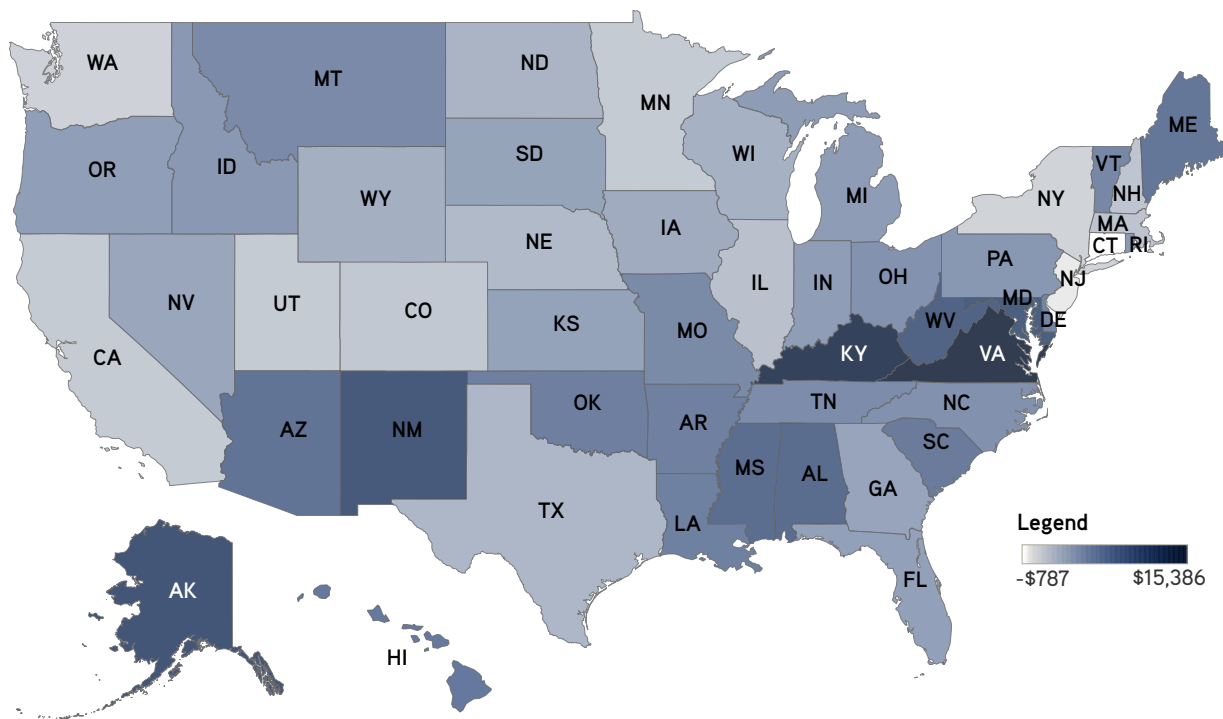 WA
MT
ND
MN
ME
OR
ID
SD
WI
VT
NH
WY
MI
NY
MA
IA
NE
CT
RI
PA
NV
UT
CO
IL
IN
OH
NJ
MD
KS
MO
WV
DE
CA
KY
VA
AZ
NM
OK
TN
NC
AR
SC
MS
AL
GA
TX
LA
Legend
-$787
$15,386
FL
AK
HI